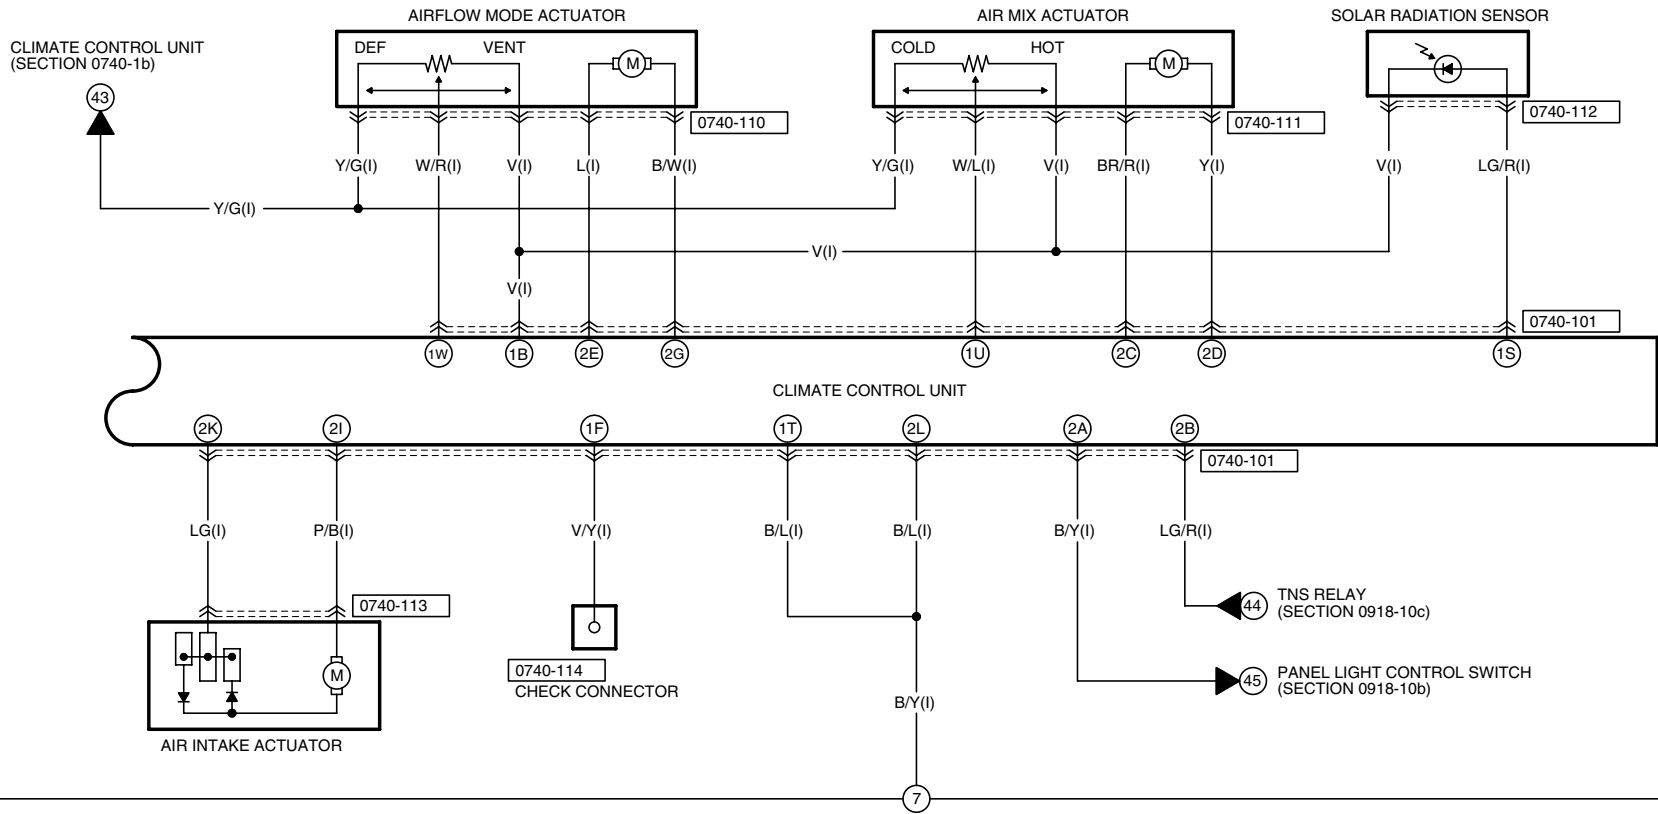 AIRFLOW MODE ACTUATOR
AIR MIX ACTUATOR
SOLAR RADIATION SENSOR
CLIMATE CONTROL UNIT
(SECTION 0740-1b)
43
DEF VENT
M
COLD HOT
M
0740-110
0740-111
0740-112
Y/G(I) W/R(I) V(I) L(I) B/W(I)
Y/G(I) W/L(I) V(I) BR/R(I) Y(I)
V(I) LG/R(I)
Y/G(I)
V(I)
V(I)
0740-101
1W 1B 2E 2G 1U 2C 2D 1S
CLIMATE CONTROL UNIT
2K 2I 1F 1T 2L 2A 2B
0740-101
LG(I) P/B(I) V/Y(I) B/L(I) B/L(I) B/Y(I) LG/R(I)
0740-113
M
AIR INTAKE ACTUATOR
0740-114
CHECK CONNECTOR
44
TNS RELAY
(SECTION 0918-10c)
45
PANEL LIGHT CONTROL SWITCH
(SECTION 0918-10b)
B/Y(I)
7